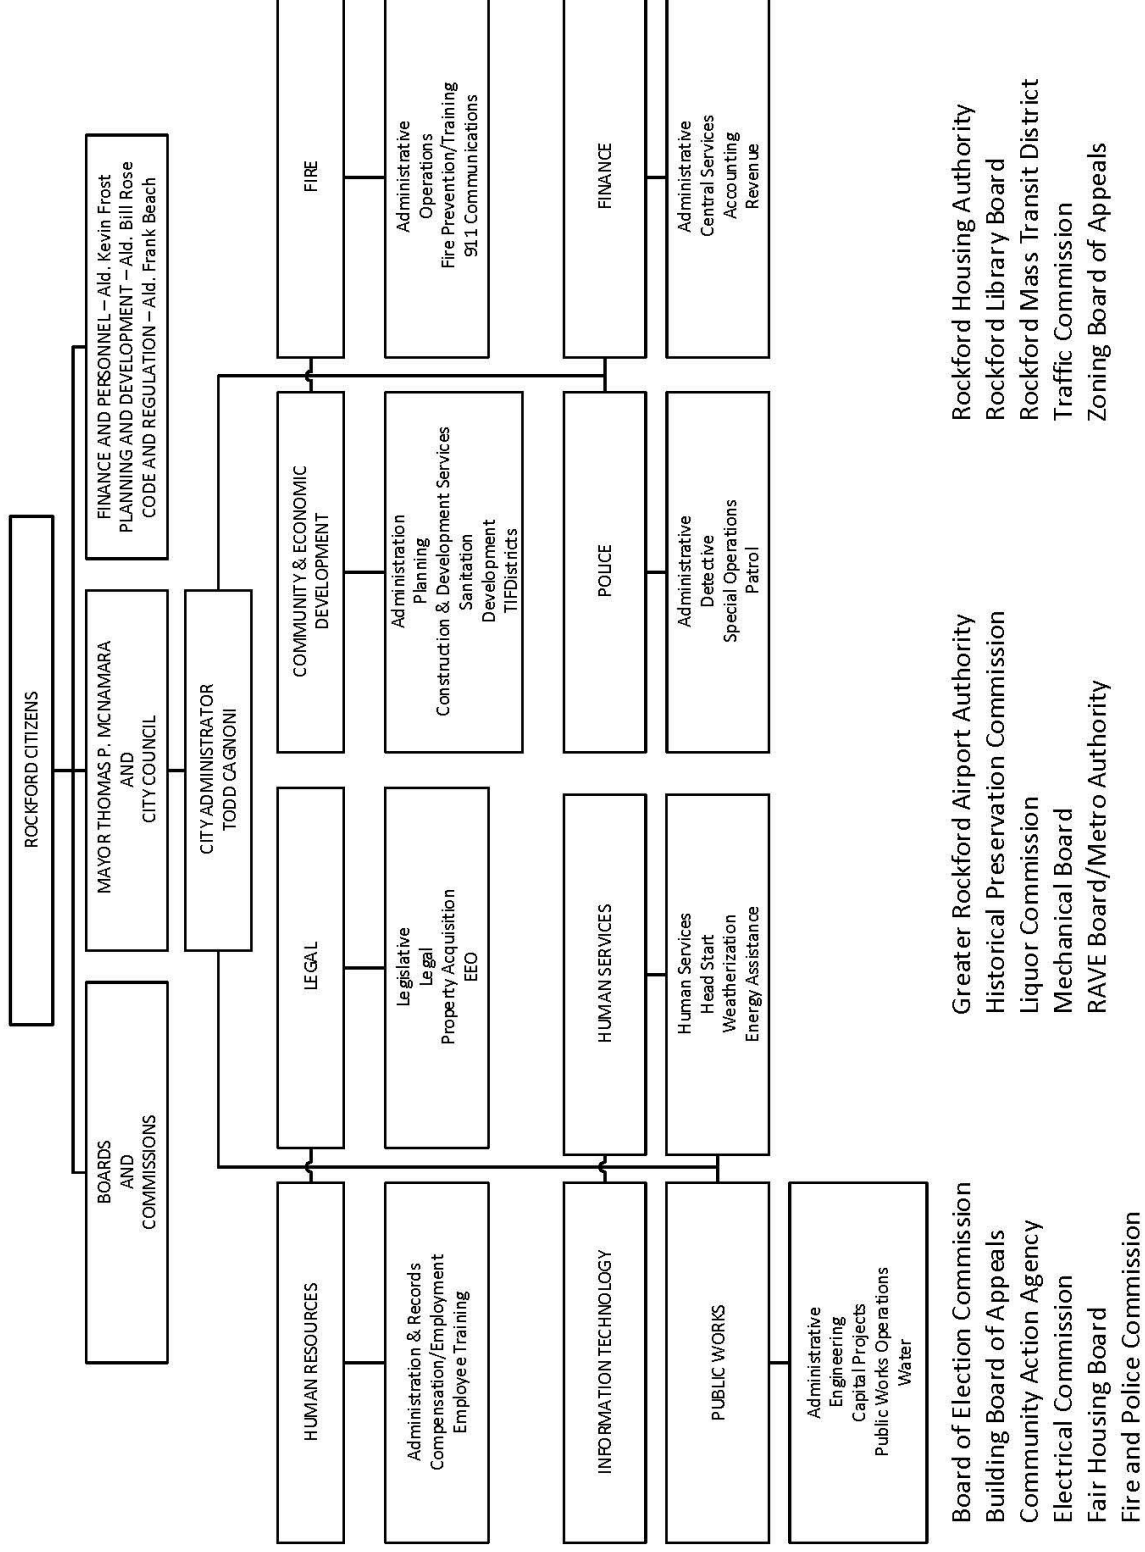 ROCKFORD CITIZENS
BOARDS
AND
COMMISSIONS
MAYOR THOMAS P. MCNAMARA
AND
CITY COUNCIL
FINANCE AND PERSONNEL – Ald. Kevin Frost
PLANNING AND DEVELOPMENT – Ald. Bill Rose
CODE AND REGULATION – Ald. Frank Beach
CITY ADMINISTRATOR
TODD CAGNONI
HUMAN RESOURCES
Administration & Records
Compensation/Employment
Employee Training
LEGAL
Legislative
Legal
Property Acquisition
EEO
COMMUNITY & ECONOMIC
DEVELOPMENT
Administration
Planning
Construction & Development Services
Sanitation
Development
TIFDistricts
FIRE
Administrative
Operations
Fire Prevention/Training
911 Communications
INFORMATION TECHNOLOGY
HUMAN SERVICES
Human Services
Head Start
Weatherization
Energy Assistance
POLICE
Administrative
Detective
Special Operations
Patrol
FINANCE
Administrative
Central Services
Accounting
Revenue
PUBLIC WORKS
Administrative
Engineering
Capital Projects
Public Works Operations
Water
Board of Election Commission
Building Board of Appeals
Community Action Agency
Electrical Commission
Fair Housing Board
Fire and Police Commission
Greater Rockford Airport Authority
Historical Preservation Commission
Liquor Commission
Mechanical Board
RAVE Board/Metro Authority
Rockford Housing Authority
Rockford Library Board
Rockford Mass Transit District
Traffic Commission
Zoning Board of Appeals